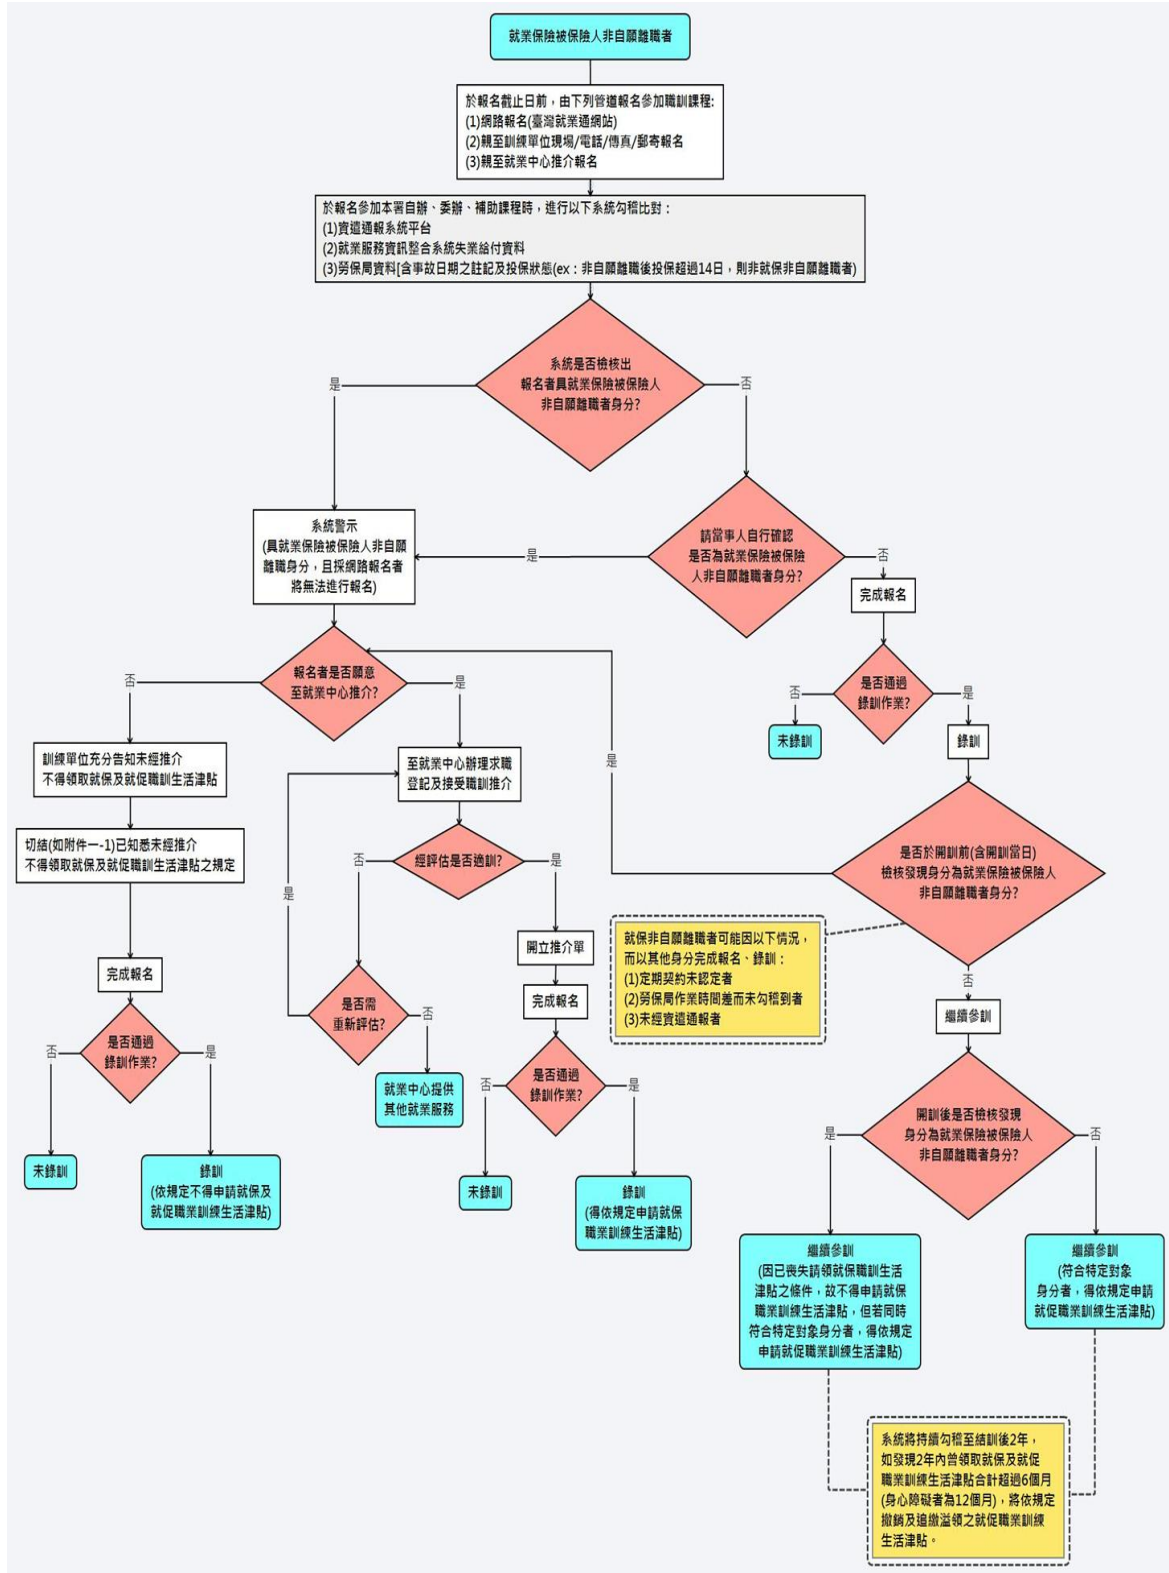 就業保險被保險人非自願離職者
於報名截止日前，由下列管道報名參加職訓課程:
(1)網路報名(臺灣就業通網站)
(2)親至訓練單位現場/電話/傳真/郵寄報名
(3)親至就業中心推介報名
於報名參加本署自辦、委辦、補助課程時，進行以下系統勾稽比對：
(1)資遣通報系統平台
(2)就業服務資訊整合系統失業給付資料
(3)勞保局資料[含事故日期之註記及投保狀態(ex：非自願離職後投保超過14日，則非就保非自願離職者)
系統是否檢核出
報名者具就業保險被保險人
非自願離職者身分?
是
否
系統警示
(具就業保險被保險人非自願
離職身分，且採網路報名者
將無法進行報名)
是
請當事人自行確認
是否為就業保險被保險
人非自願離職者身分?
否
完成報名
是否通過
錄訓作業?
否
是
未錄訓
錄訓
報名者是否願意
至就業中心推介?
否
是
訓練單位充分告知未經推介
不得領取就保及就促職訓生活津貼
切結(如附件一-1)已知悉未經推介
不得領取就保及就促職訓生活津貼之規定
完成報名
是否通過
錄訓作業?
否
是
未錄訓
錄訓
(依規定不得申請就保及
就促職業訓練生活津貼)
至就業中心辦理求職
登記及接受職訓推介
經評估是否適訓?
否
是
是
是否需
重新評估?
否
就業中心提供
其他就業服務
開立推介單
完成報名
是否通過
錄訓作業?
否
是
未錄訓
錄訓
(得依規定申請就保
職業訓練生活津貼)
是
是否於開訓前(含開訓當日)
檢核發現身分為就業保險被保險人
非自願離職者身分?
就保非自願離職者可能因以下情況，
而以其他身分完成報名、錄訓：
(1)定期契約未認定者
(2)勞保局作業時間差而未勾稽到者
(3)未經資遣通報者
否
繼續參訓
開訓後是否檢核發現
身分為就業保險被保險人
非自願離職者身分?
是
否
繼續參訓
(因已喪失請領就保職訓生活
津貼之條件，故不得申請就保
職業訓練生活津貼，但若同時
符合特定對象身分者，得依規定
申請就促職業訓練生活津貼)
繼續參訓
(符合特定對象
身分者，得依規定申請
就促職業訓練生活津貼)
系統將持續勾稽至結訓後2年，
如發現2年內曾領取就保及就促
職業訓練生活津貼合計超過6個月
(身心障礙者為12個月)，將依規定
撤銷及追繳溢領之就促職業訓練
生活津貼。